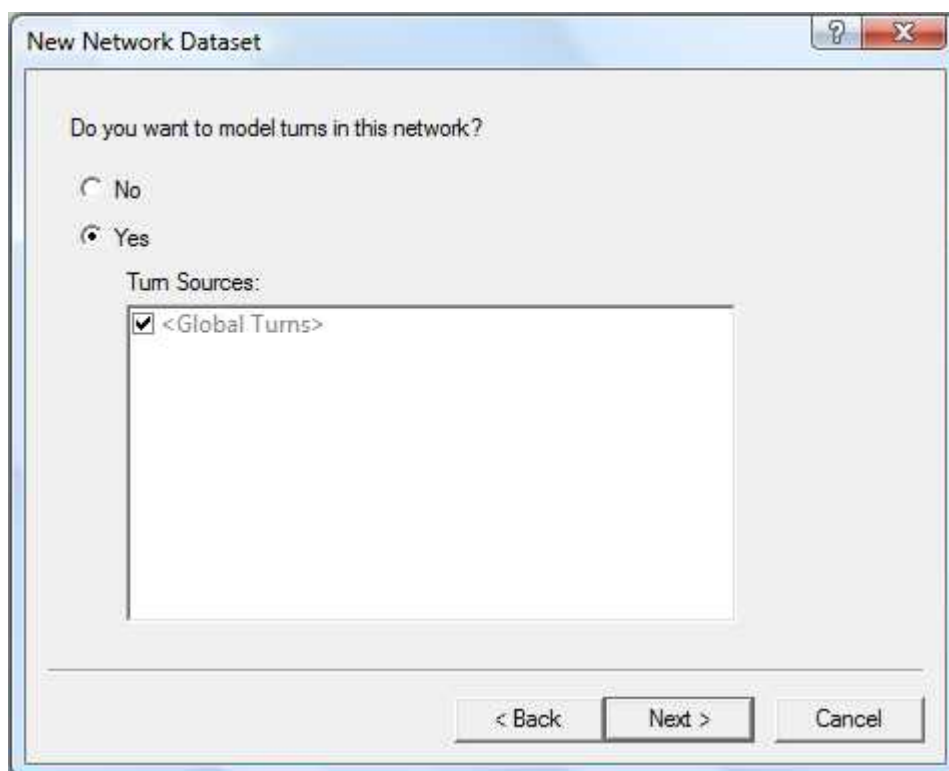 New Network Dataset
Do you want to model turns in this network?
No
Yes
Turn Sources:
<Global Turns>
< Back
Next >
Cancel